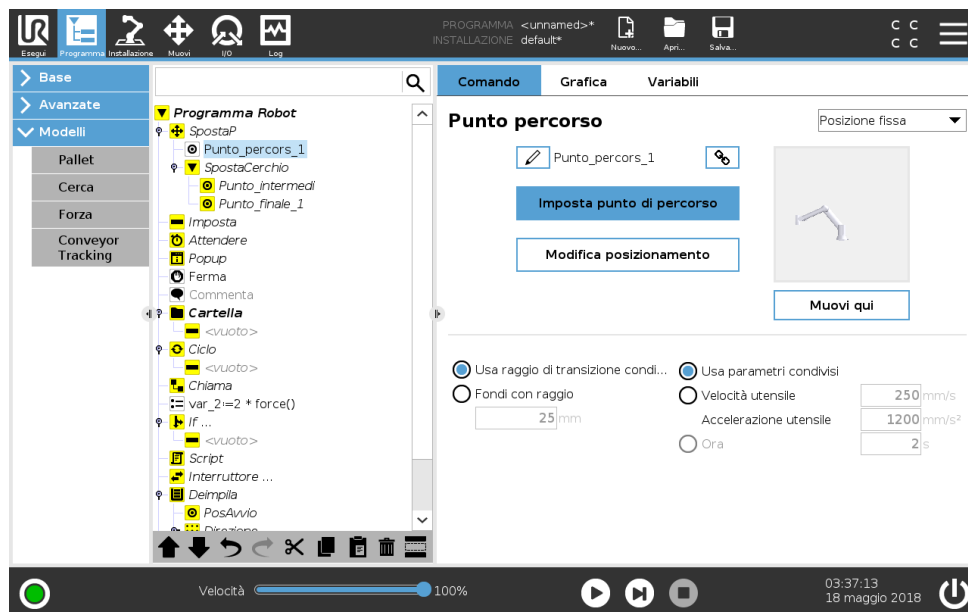 UR
PROGRAMMA <unnamed>*
INSTALLAZIONE default*
C C
C C
Esegui Programma Installazione Muovi I/O Log Nuovo... Apri... Salva...
Base
Avanzate
Modelli
Pallet
Cerca
Forza
Conveyor
Tracking
Programma Robot
SpostaP
Punto_percors_1
SpostaCerchio
Punto_intermedi
Punto_finale_1
Imposta
Attendere
Popup
Ferma
Commenta
Cartella
<vuoto>
Ciclo
<vuoto>
Chiama
var_2:=2 * force()
If ...
<vuoto>
Script
Interruttore ...
Deimpila
PosAvvio
Direzione
Comando Grafica Variabili
Punto percorso
Posizione fissa
Punto_percors_1
Imposta punto di percorso
Modifica posizionamento
Muovi qui
Usa raggio di transizione condi...
Fondi con raggio
25 mm
Usa parametri condivisi
Velocità utensile 250 mm/s
Accelerazione utensile 1200 mm/s²
Ora 2 s
Velocità 100%
03:37:13
18 maggio 2018